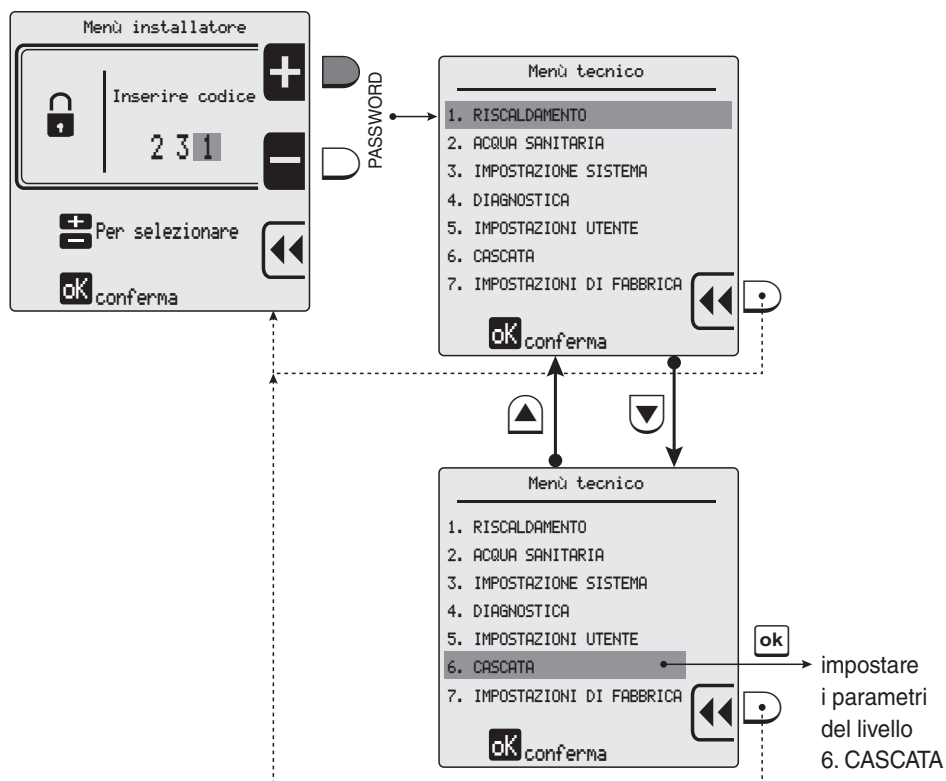 Menù installatore
Inserire codice
2 3 1
+
-
+
-
Per selezionare
oK conferma
PASSWORD
Menù tecnico
1. RISCALDAMENTO
2. ACQUA SANITARIA
3. IMPOSTAZIONE SISTEMA
4. DIAGNOSTICA
5. IMPOSTAZIONI UTENTE
6. CASCATA
7. IMPOSTAZIONI DI FABBRICA
oK conferma
Menù tecnico
1. RISCALDAMENTO
2. ACQUA SANITARIA
3. IMPOSTAZIONE SISTEMA
4. DIAGNOSTICA
5. IMPOSTAZIONI UTENTE
6. CASCATA
7. IMPOSTAZIONI DI FABBRICA
oK conferma
ok
impostare
i parametri
del livello
6. CASCATA